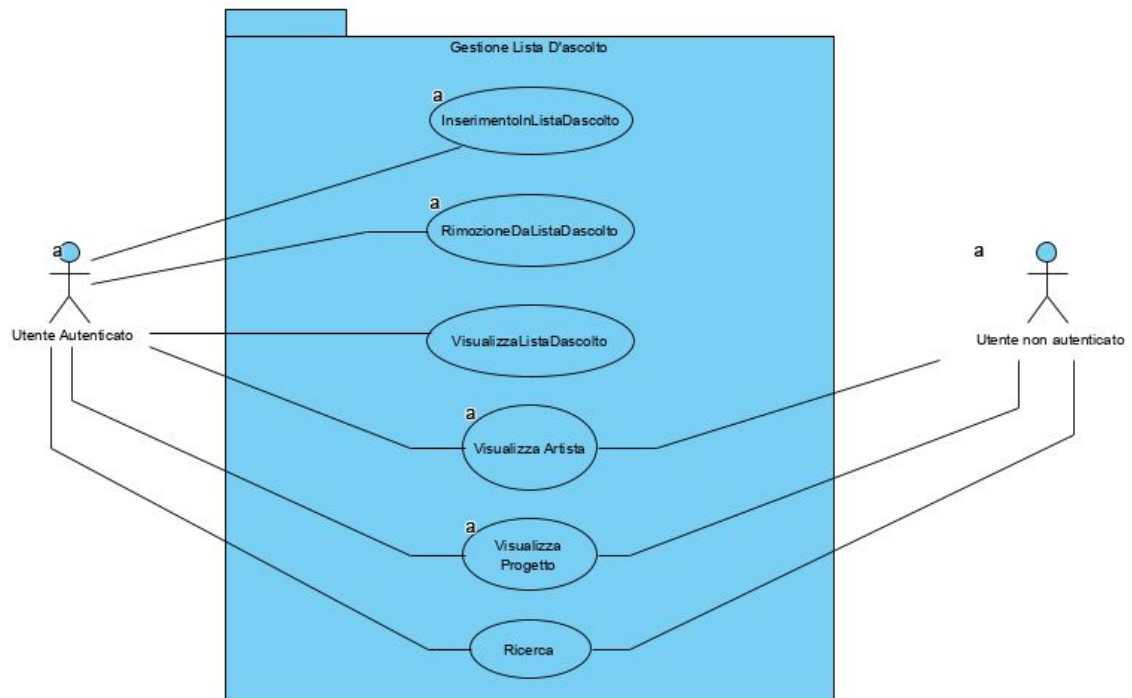 Gestione Lista D'ascolto
a
InserimentoInListaDascolto
a
RimozioneDaListaDascolto
a
Utente Autenticato
a
Utente non autenticato
VisualizzaListaDascolto
a
Visualizza Artista
a
Visualizza
Progetto
Ricerca